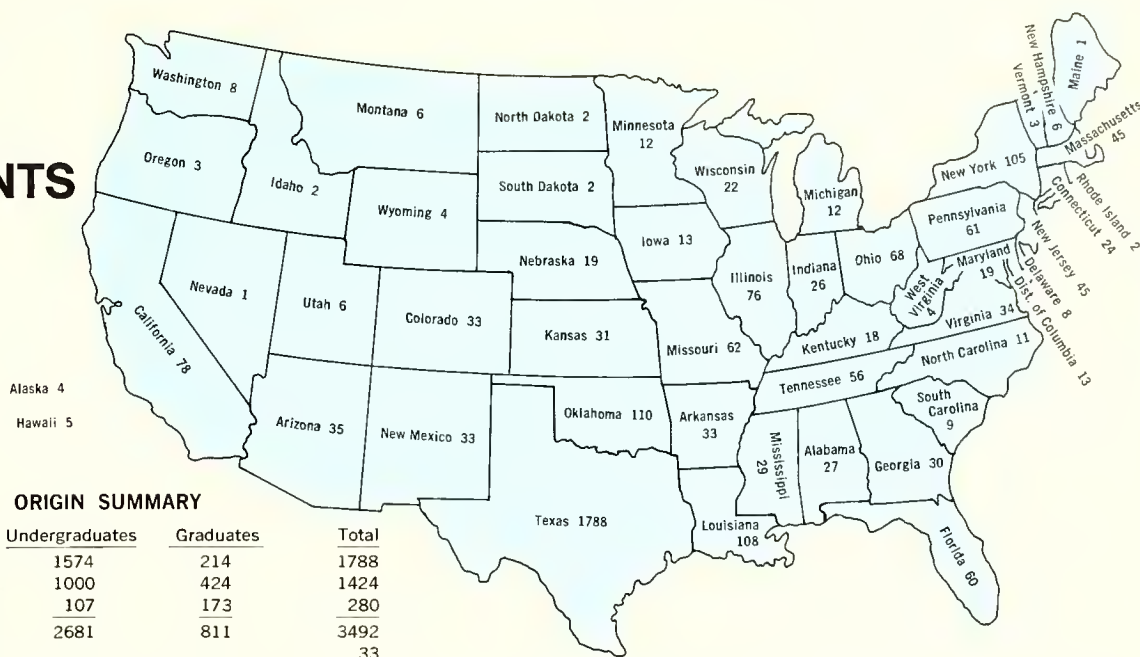 NTS
Washington 8
Montana 6
North Dakota 2
Minnesota
12
Oregon 3
Idaho 2
Wyoming 4
South Dakota 2
Wisconsin
22
Michigan
12
New York 105
Vermont 3
New Hampshire 6
Maine 1
Massachusetts
45
Rhode Island 2
Connecticut 24
New Jersey 45
Delaware 8
Dist. of Columbia 13
Pennsylvania
61
Maryland
19
Nevada 1
Utah 6
Colorado 33
Nebraska 19
Iowa 13
Illinois
76
Indiana
26
Ohio 68
West
Virginia
4
Virginia 34
California 78
Kansas 31
Missouri 62
Kentucky 18
North Carolina 11
Tennessee 56
South
Carolina
9
Alaska 4
Hawaii 5
Arizona 35
New Mexico 33
Oklahoma 110
Arkansas
33
Mississippi
29
Alabama
27
Georgia 30
Texas 1788
Louisiana
108
Florida 60
ORIGIN SUMMARY
Undergraduates Graduates Total
1574 214 1788
1000 424 1424
107 173 280
2681 811 3492
33